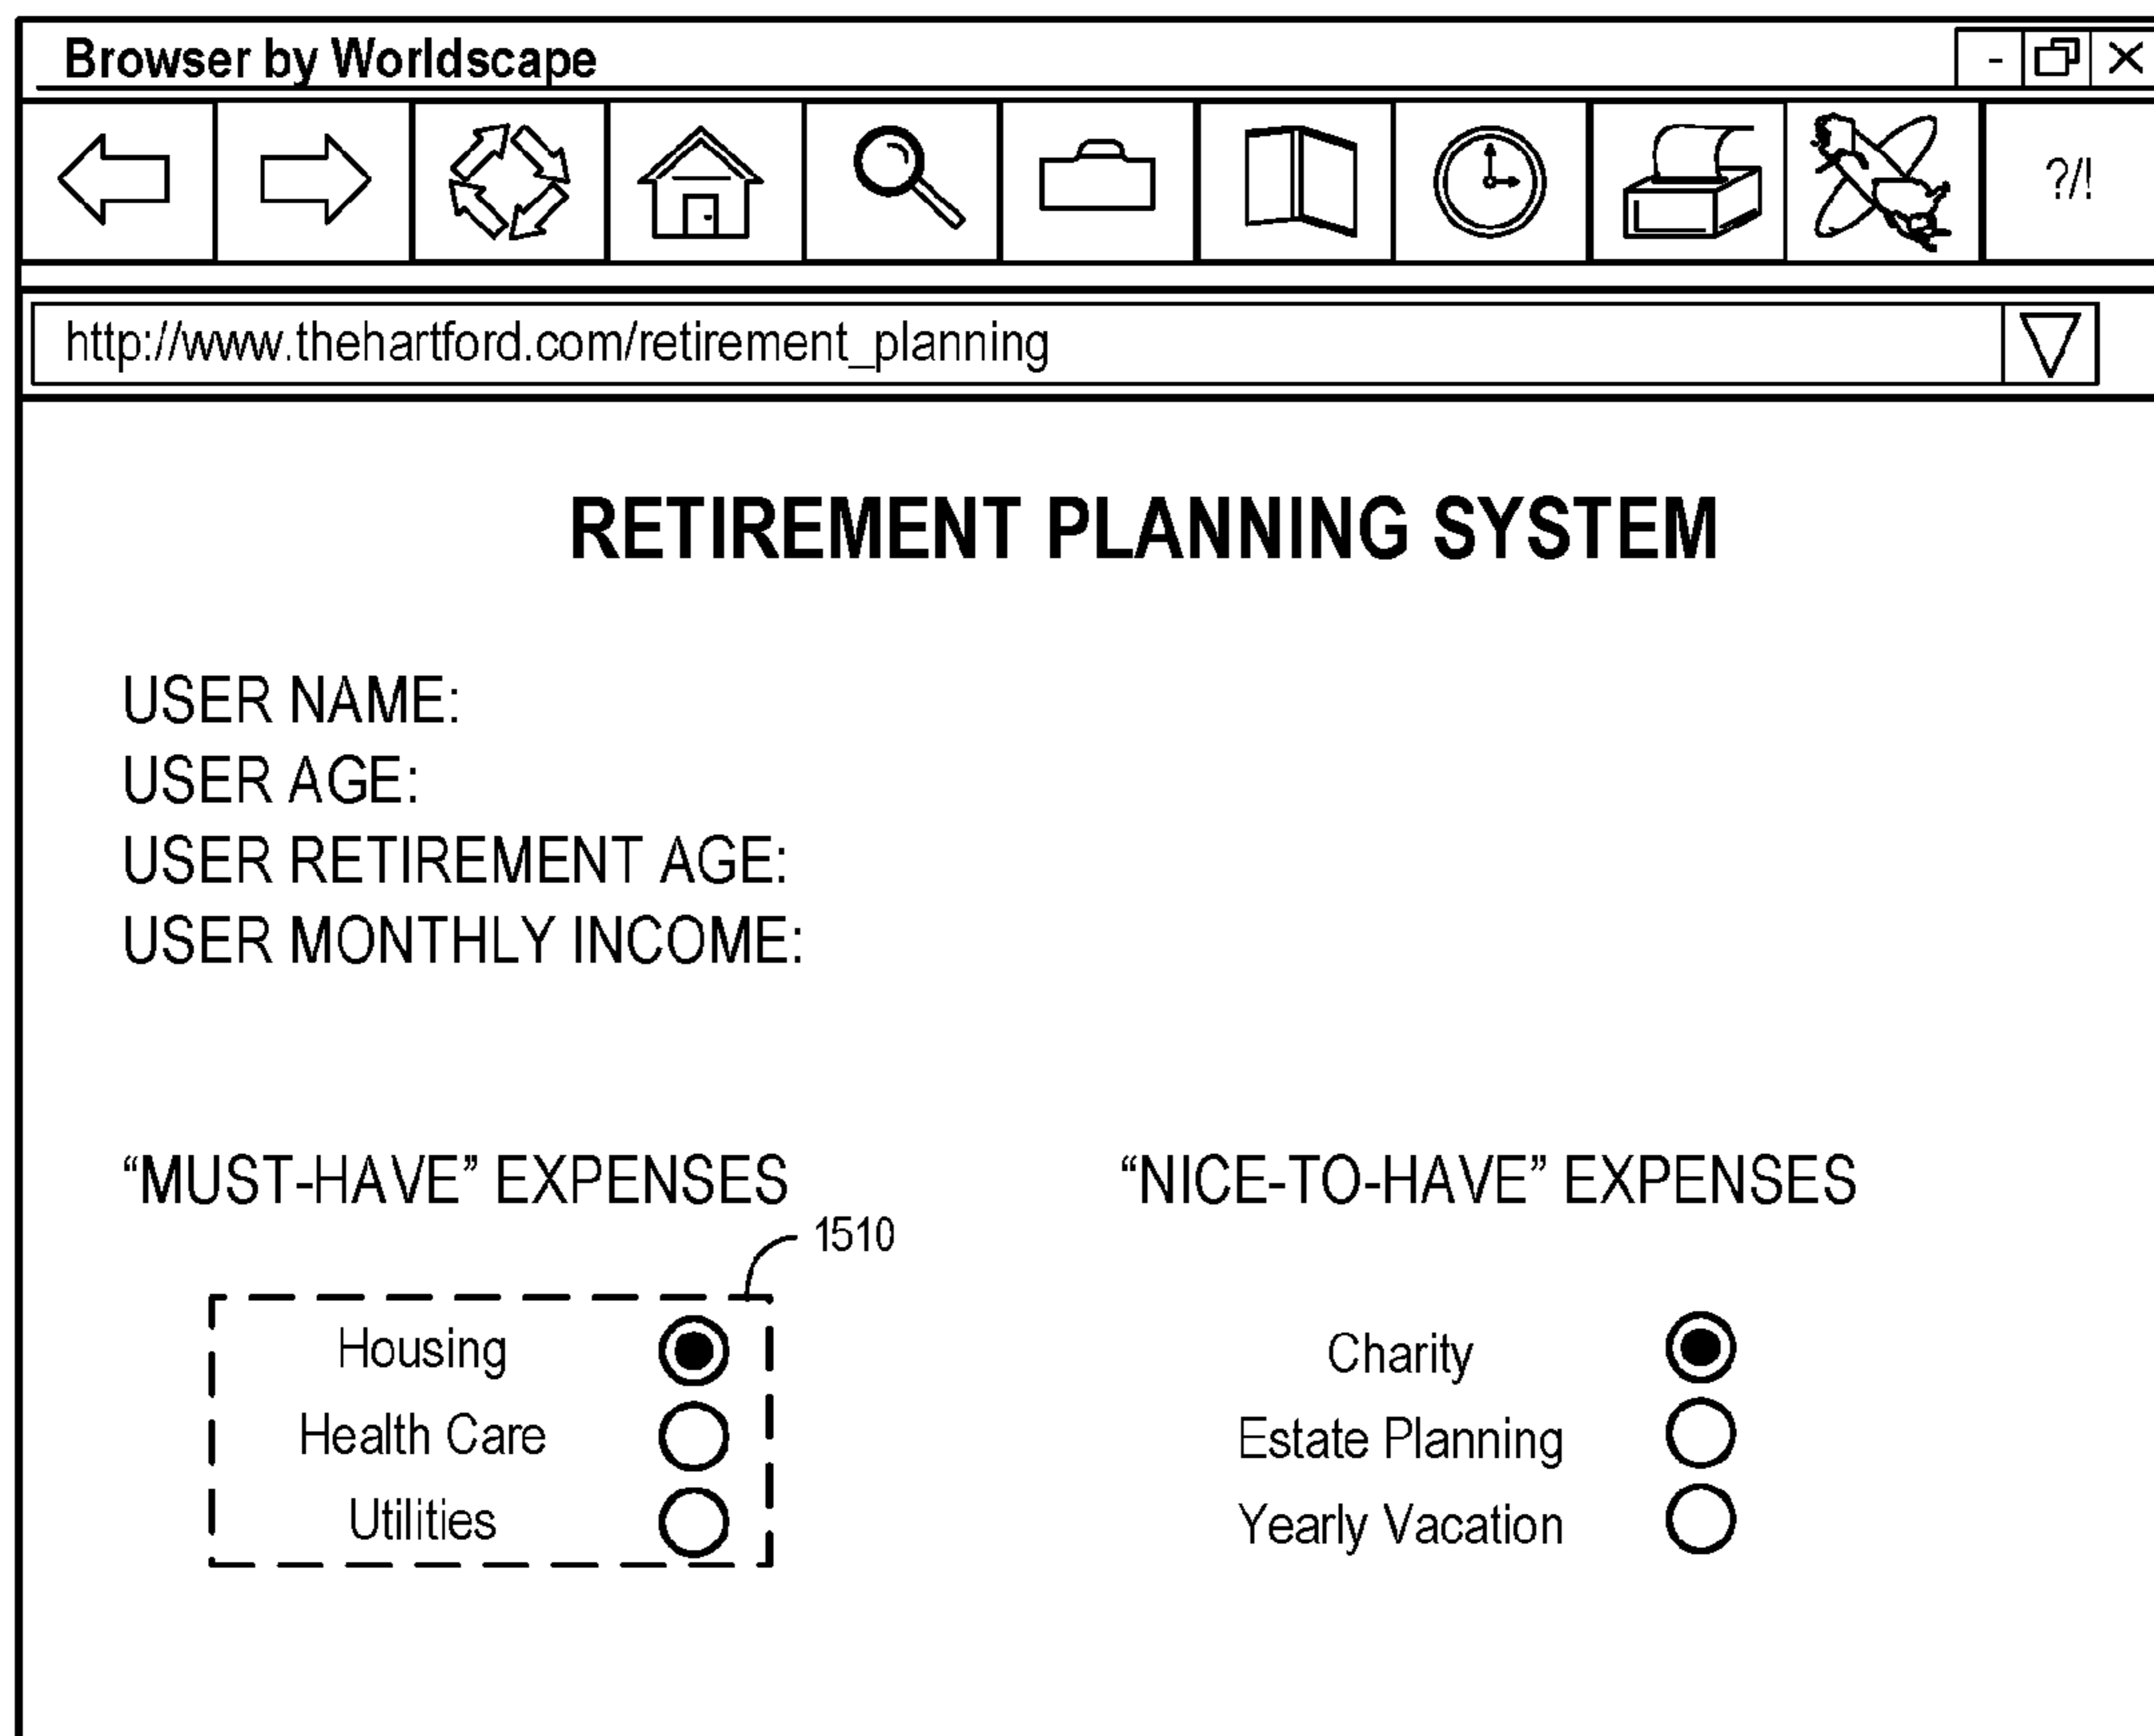 Browser by Worldscape
?/!
http://www.thehartford.com/retirement_planning
RETIREMENT PLANNING SYSTEM
USER NAME:
USER AGE:
USER RETIREMENT AGE:
USER MONTHLY INCOME:
“MUST-HAVE” EXPENSES
1510
Housing
Health Care
Utilities
“NICE-TO-HAVE” EXPENSES
Charity
Estate Planning
Yearly Vacation